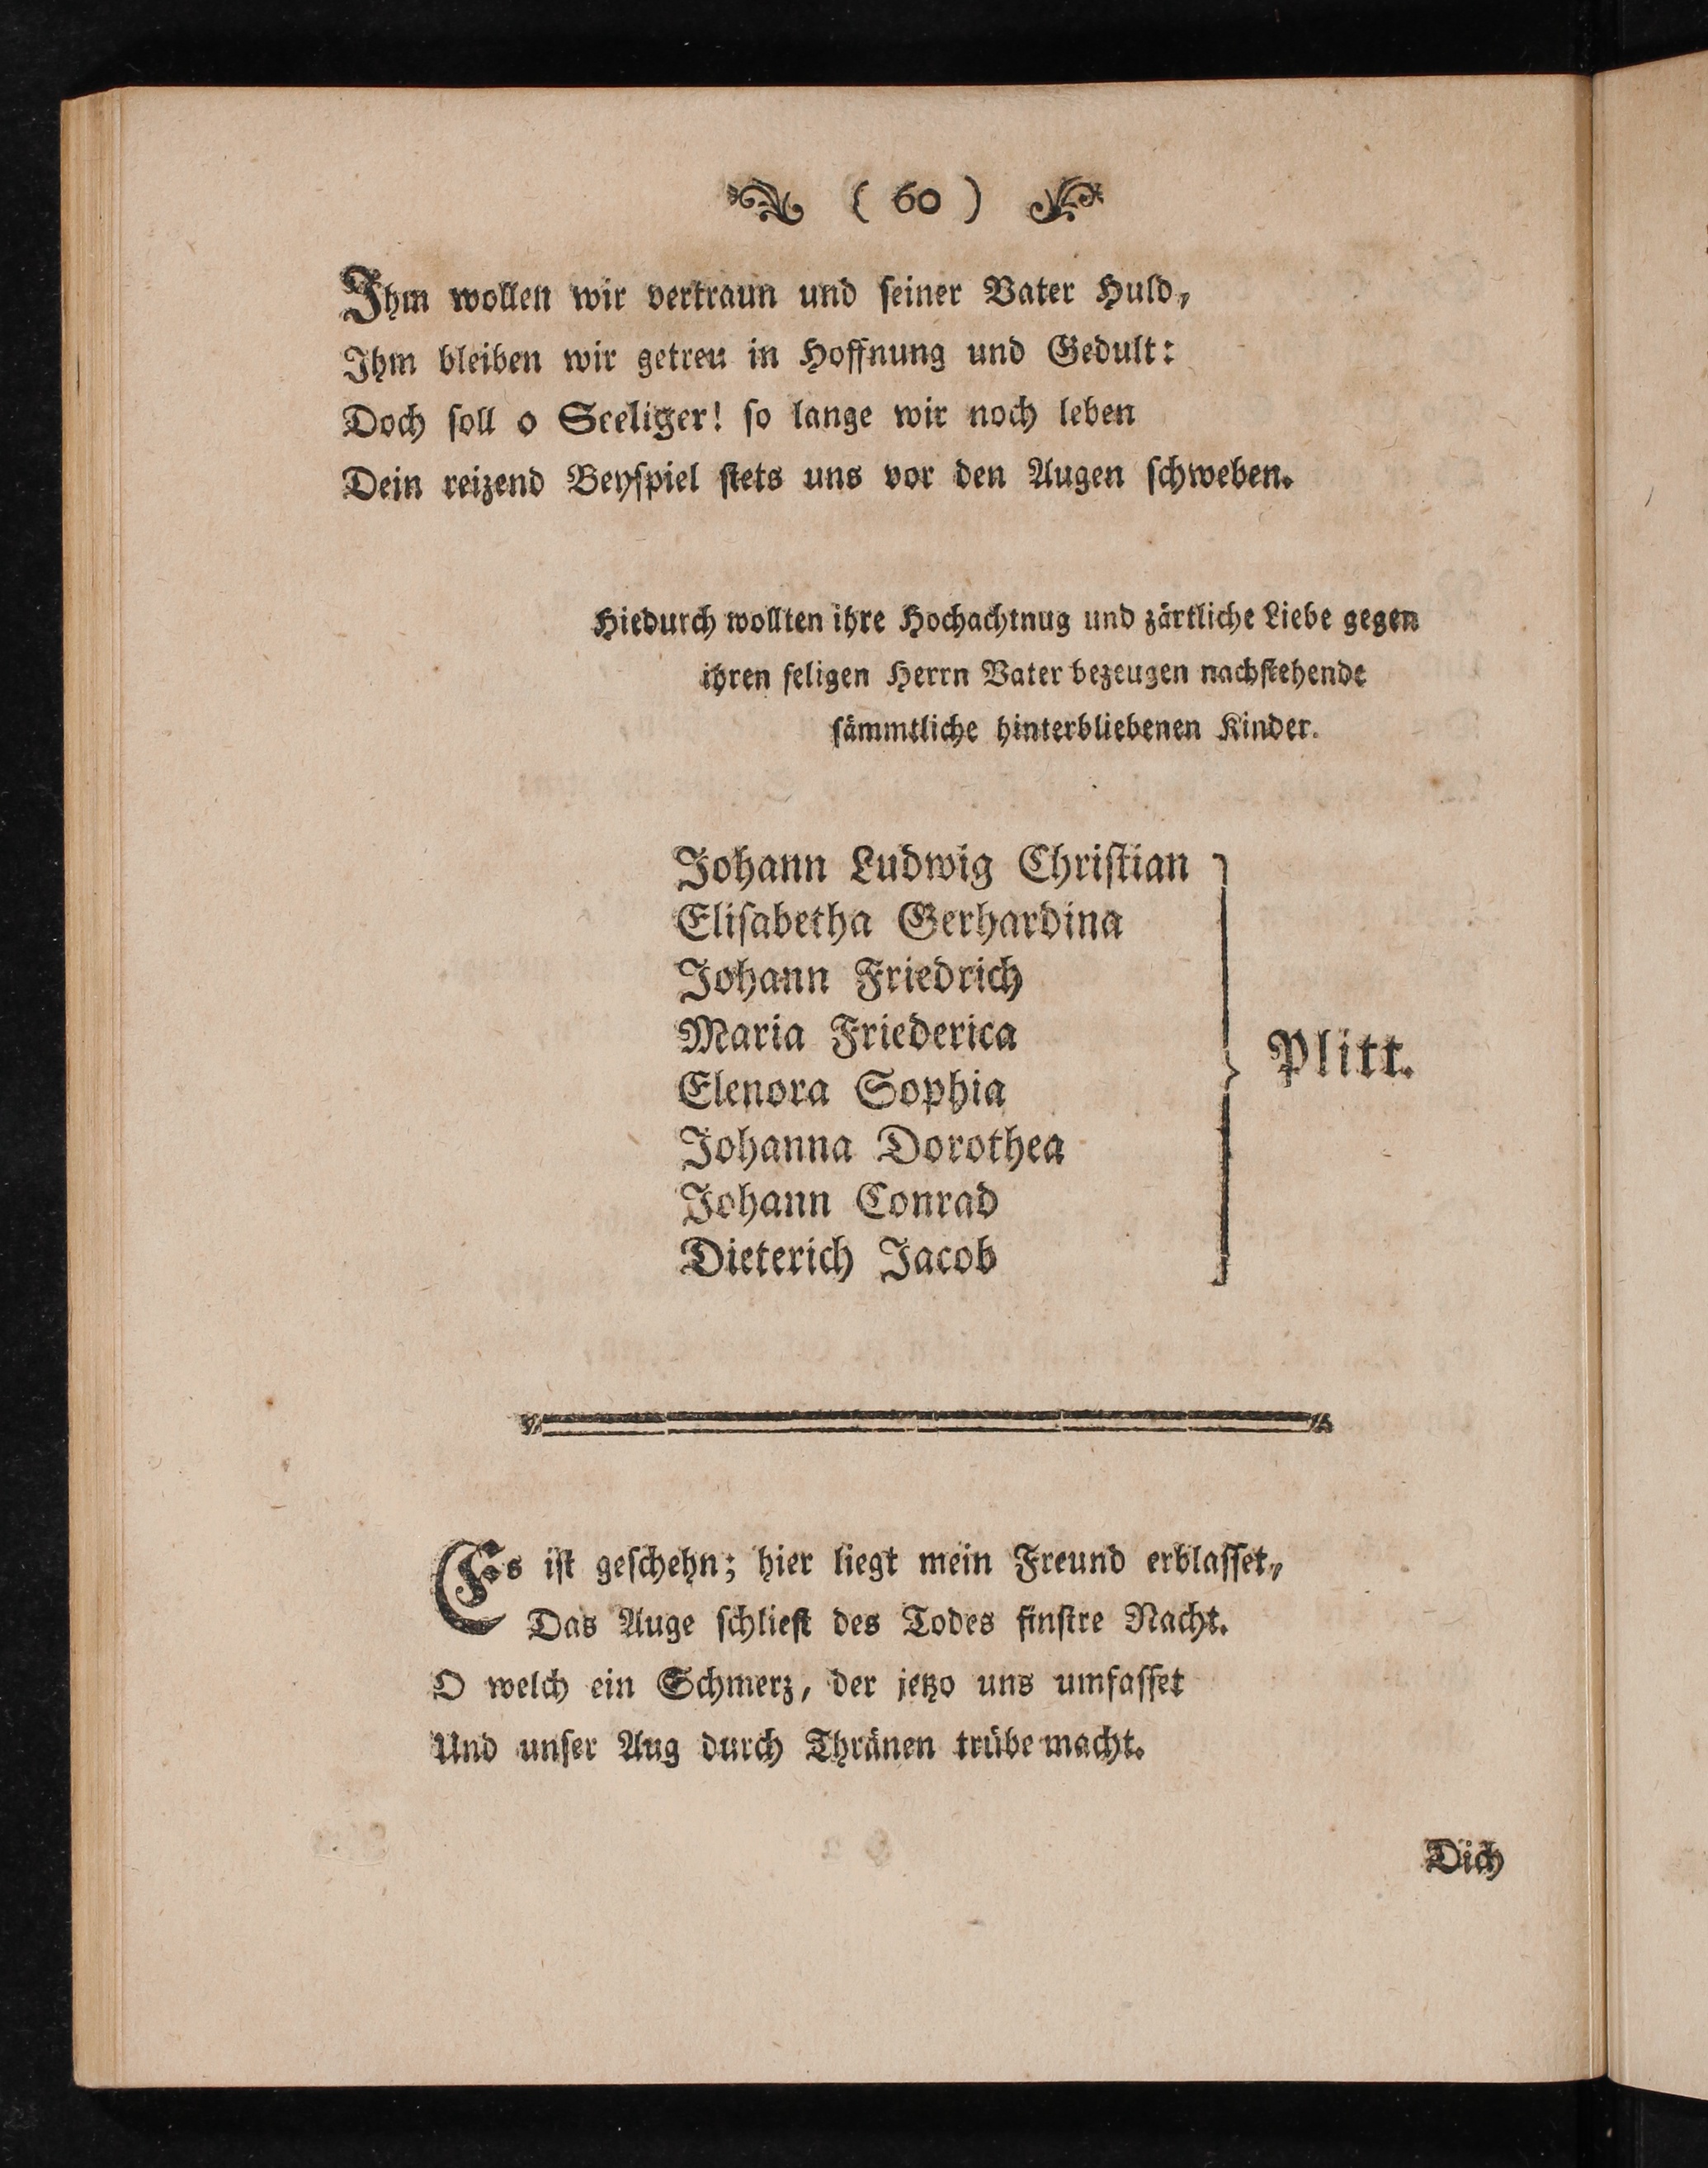 ( 60 )
Ihm wollen wir vertraun und ſeiner Vater Huld,
Ihm bleiben wir getreu in Hoffnung und Gedult:
Doch ſoll o Seeliger! ſo lange wir noch leben
Dein reizend Beyſpiel ſtets uns vor den Augen ſchweben.
Hiedurch wollten ihre Hochachtnug und zärtliche Liebe gegen
ihren ſeligen Herrn Vater bezeugen nachſtehende
ſämmtliche hinterbliebenen Kinder.
Johann Ludwig Chriſtian
Eliſabetha Gerhardina
Johann Friedrich
Maria Friederica
Elenora Sophia
Johanna Dorothea
Johann Conrad
Dieterich Jacob
Plitt.
Es iſt geſchehn; hier liegt mein Freund erblaſſet,
Das Auge ſchlieſt des Todes finſtre Nacht.
O welch ein Schmerz, der jetzo uns umfaſſet
Und unſer Aug durch Thränen trübe macht.
Dich